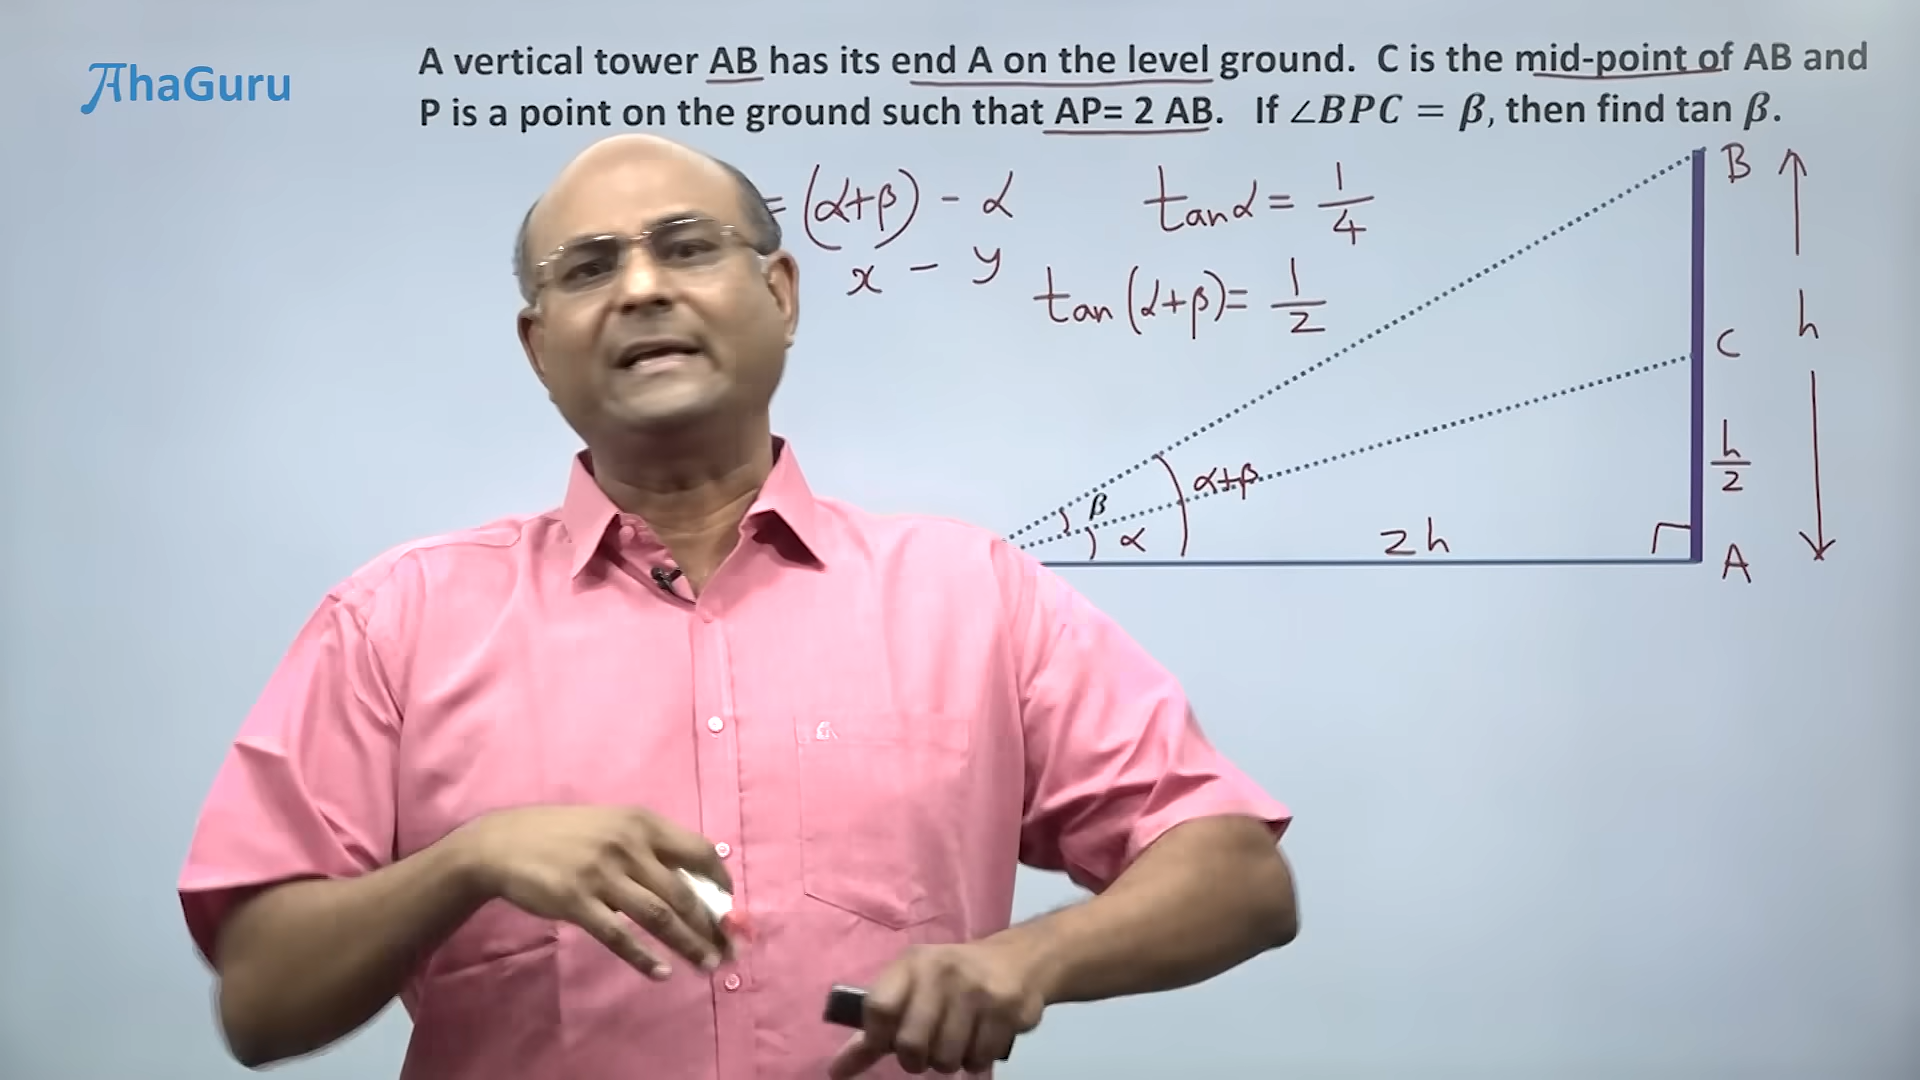 AhaGuru
A vertical tower AB has its end A on the level ground. C is the mid-point of AB and
P is a point on the ground such that AP= 2 AB. If ∠BPC = β, then find tan β.
= (α+β) - α
x - y
tan α = 1/4
tan (α+β) = 1/2
B
h
C
h/2
α+β
β
α
2h
A